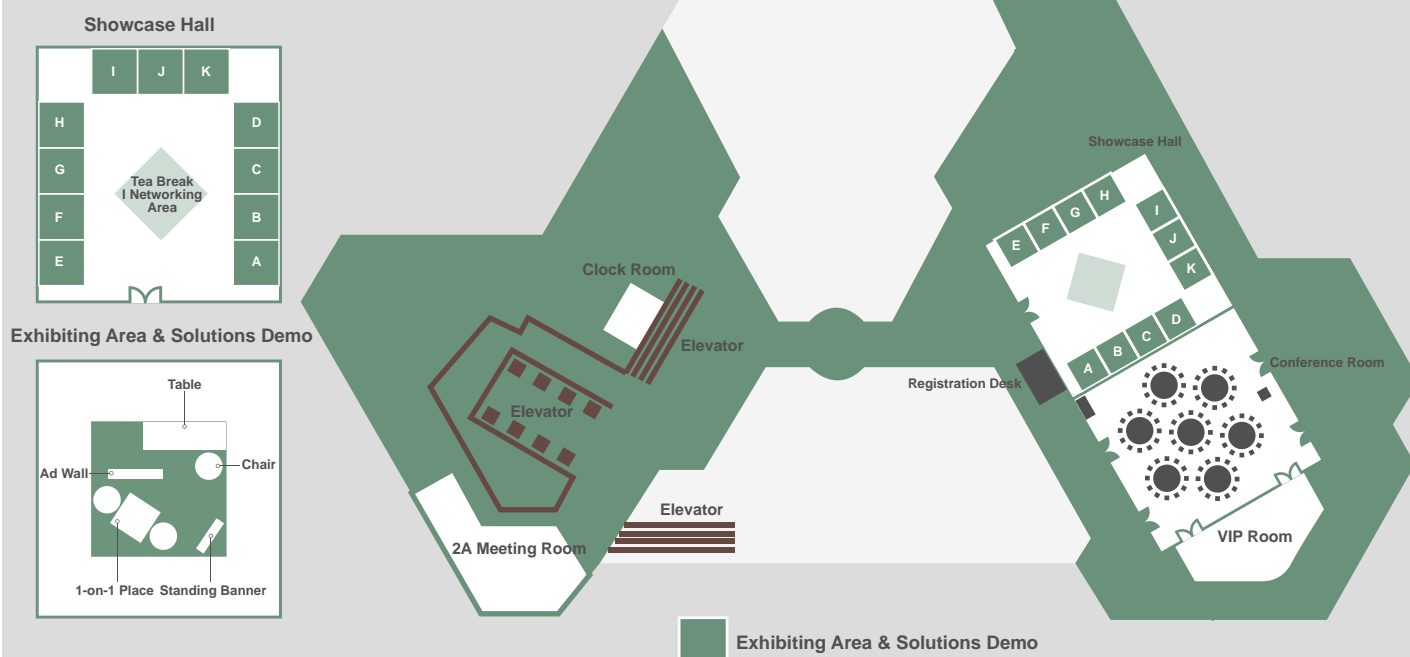 Showcase Hall
I
J
K
H
D
G
C
F
B
E
A
Tea Break
I Networking
Area
Exhibiting Area & Solutions Demo
Table
Ad Wall
Chair
1-on-1 Place
Standing Banner
Clock Room
Elevator
Elevator
2A Meeting Room
Elevator
Showcase Hall
E
F
G
H
I
J
K
A
B
C
D
Registration Desk
Conference Room
VIP Room
Exhibiting Area & Solutions Demo